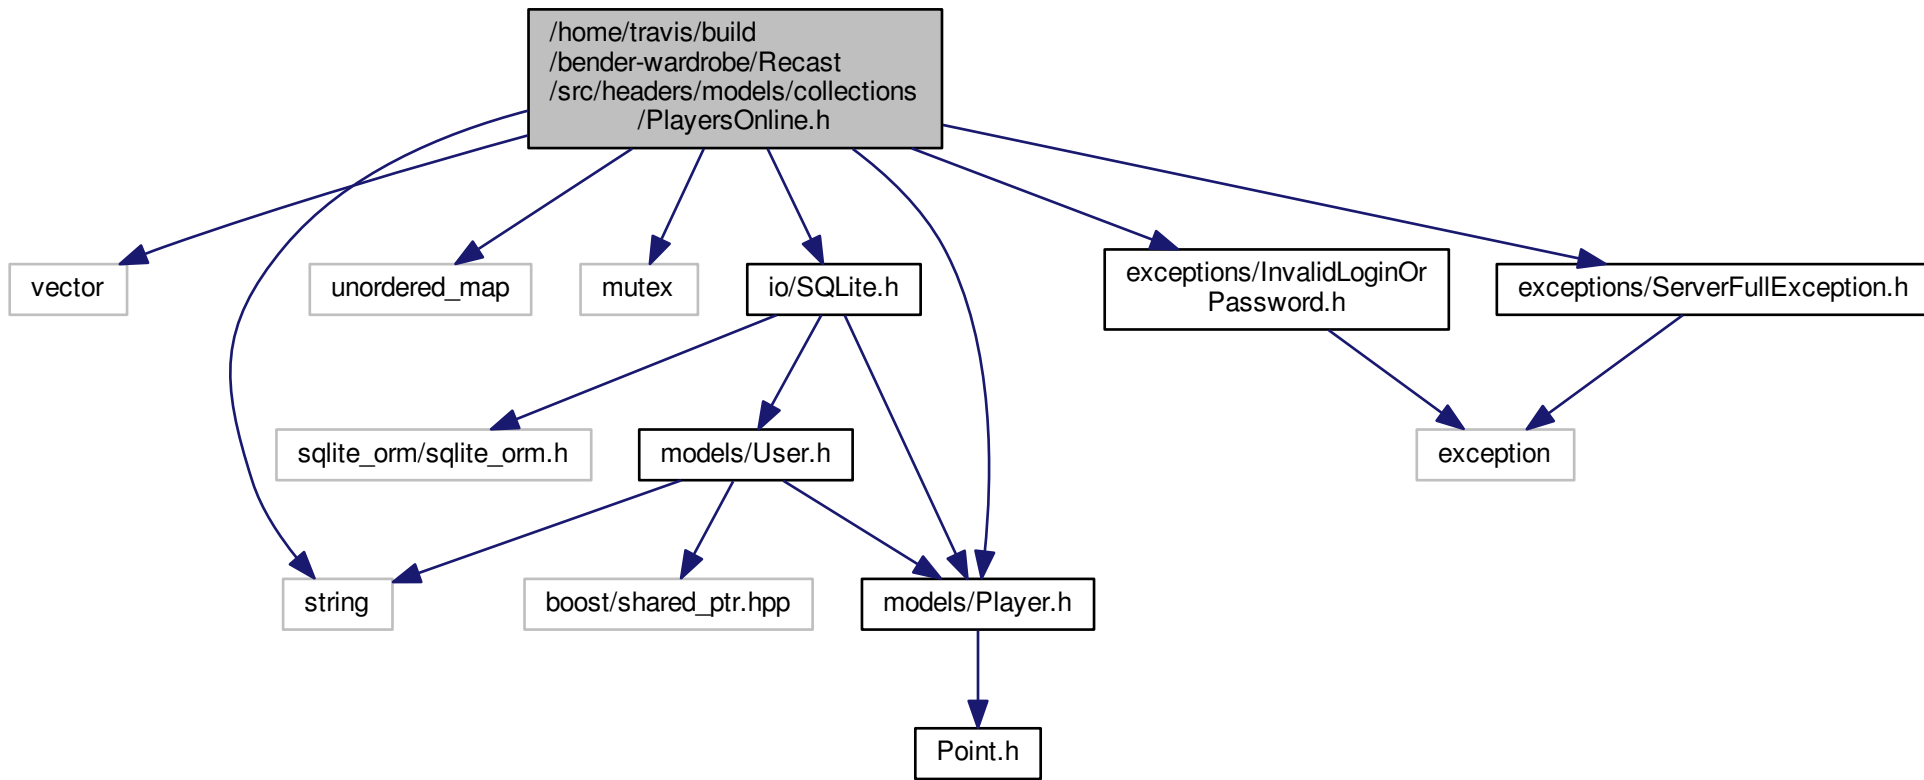 /home/travis/build
/bender-wardrobe/Recast
/src/headers/models/collections
/PlayersOnline.h
vector
unordered_map
mutex
io/SQLite.h
exceptions/InvalidLoginOr
Password.h
exceptions/ServerFullException.h
sqlite_orm/sqlite_orm.h
models/User.h
exception
string
boost/shared_ptr.hpp
models/Player.h
Point.h